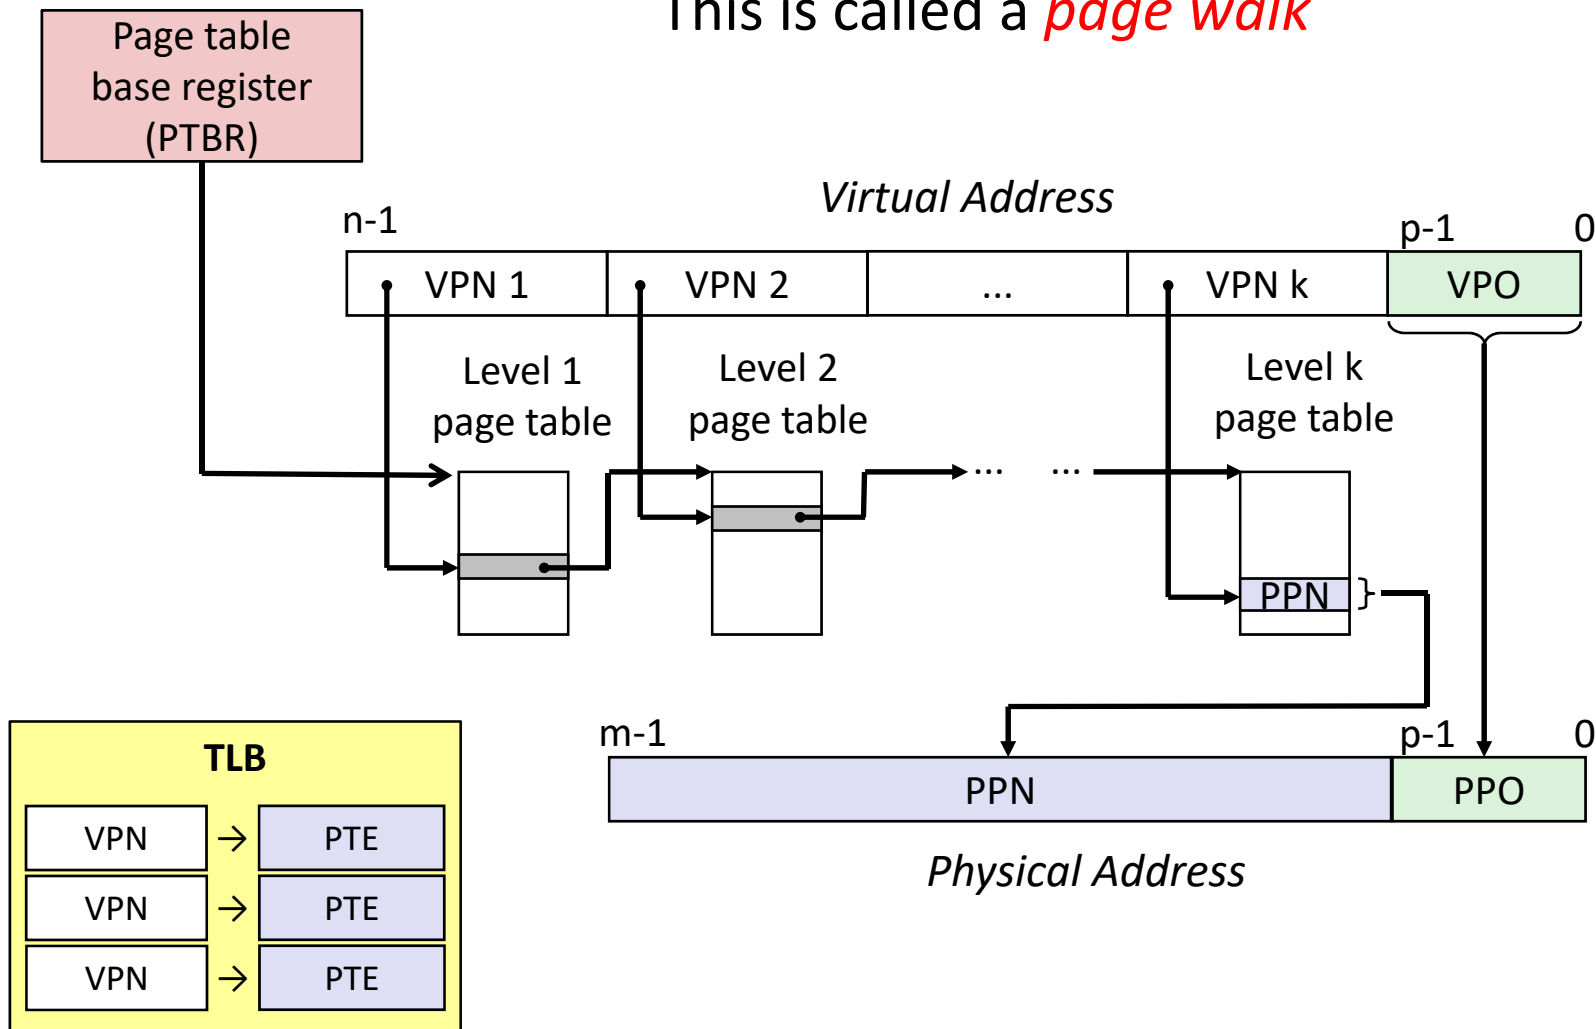 This is called a page walk
Page table
base register
(PTBR)
Virtual Address
n-1
p-1
0
VPN 1
VPN 2
...
VPN k
VPO
Level 1
page table
Level 2
page table
Level k
page table
...
...
PPN
m-1
p-1
0
PPN
PPO
Physical Address
TLB
VPN → PTE
VPN → PTE
VPN → PTE